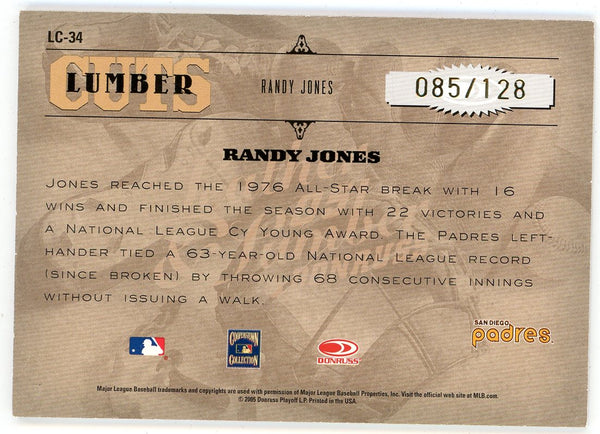 LC-34
CUTS
LUMBER
RANDY JONES
085/128
RANDY JONES
JONES REACHED THE 1976 ALL-STAR BREAK WITH 16
WINS AND FINISHED THE SEASON WITH 22 VICTORIES AND
A NATIONAL LEAGUE CY YOUNG AWARD. THE PADRES LEFT-
HANDER TIED A 63-YEAR-OLD NATIONAL LEAGUE RECORD
(SINCE BROKEN) BY THROWING 68 CONSECUTIVE INNINGS
WITHOUT ISSUING A WALK.
COOPERSTOWN
COLLECTION
DONRUSS
SAN DIEGO
padres
Major League Baseball trademarks and copyrights are used with permission of Major League Baseball Properties, Inc. Visit the official web site at MLB.com.
© 2005 Donruss Playoff L.P. Printed in the USA.